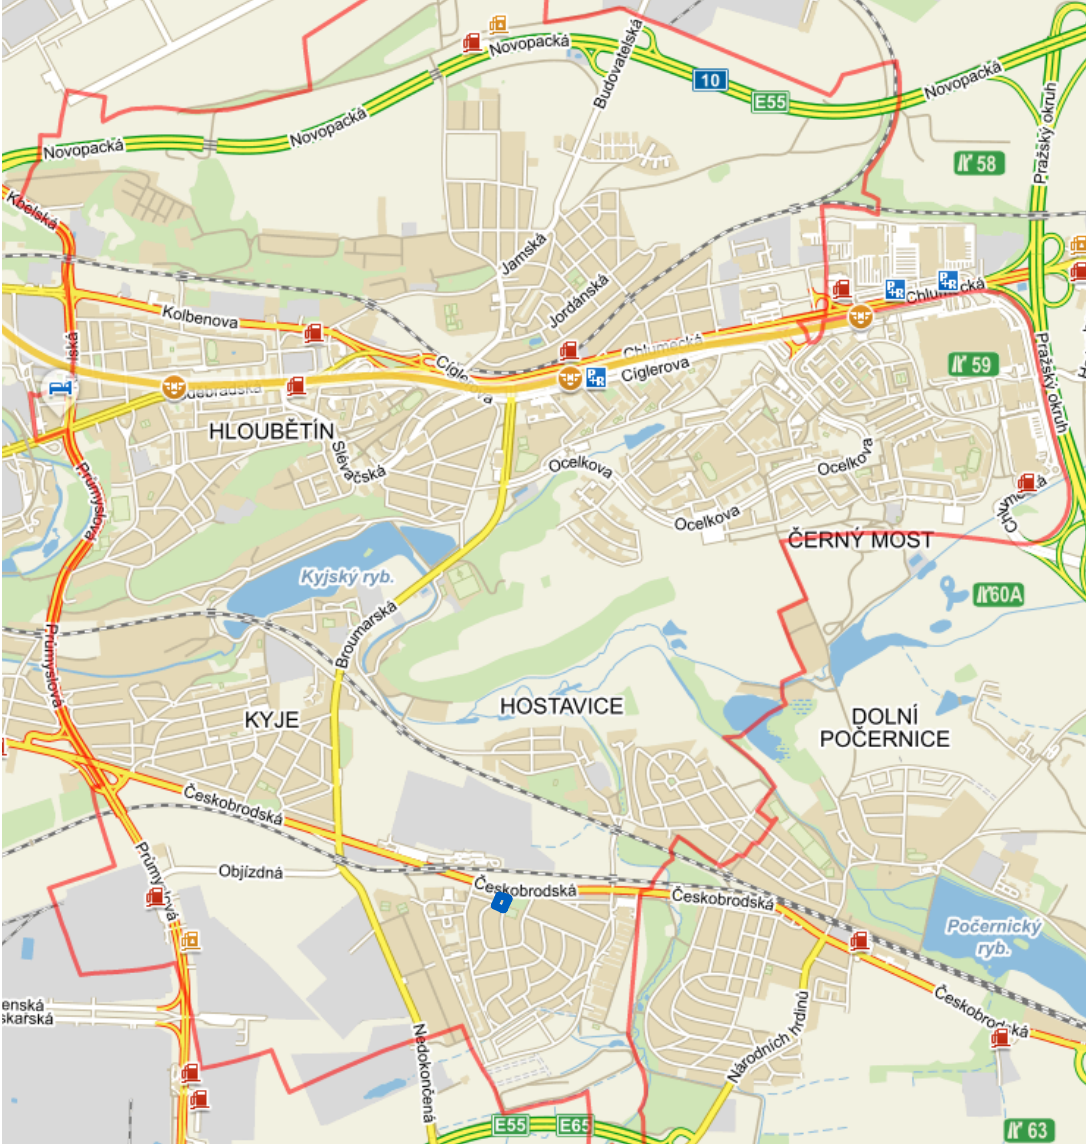 Novopacká
Budovatelská
10
E55
Novopacká
Novopacká
Novopacká
Pražský okruh
58
Kbelská
Jamská
Jordánská
P+R
P+R
Chlumecká
Kolbenova
Chlumecká
Cíglerova
P+R
59
Pražský okruh
HLOUBĚTÍN
Slévačská
Ocelkova
Ocelkova
Průmyslová
Ocelkova
Chlumecká
ČERNÝ MOST
Kyjský ryb.
60A
Broumarská
Průmyslová
HOSTAVICE
KYJE
DOLNÍ
POČERNICE
Českobrodská
Objízdná
Průmyslová
Českobrodská
Českobrodská
Počernický
ryb.
Českobrodská
Národních hrdinů
Nedokončená
E55
E65
63